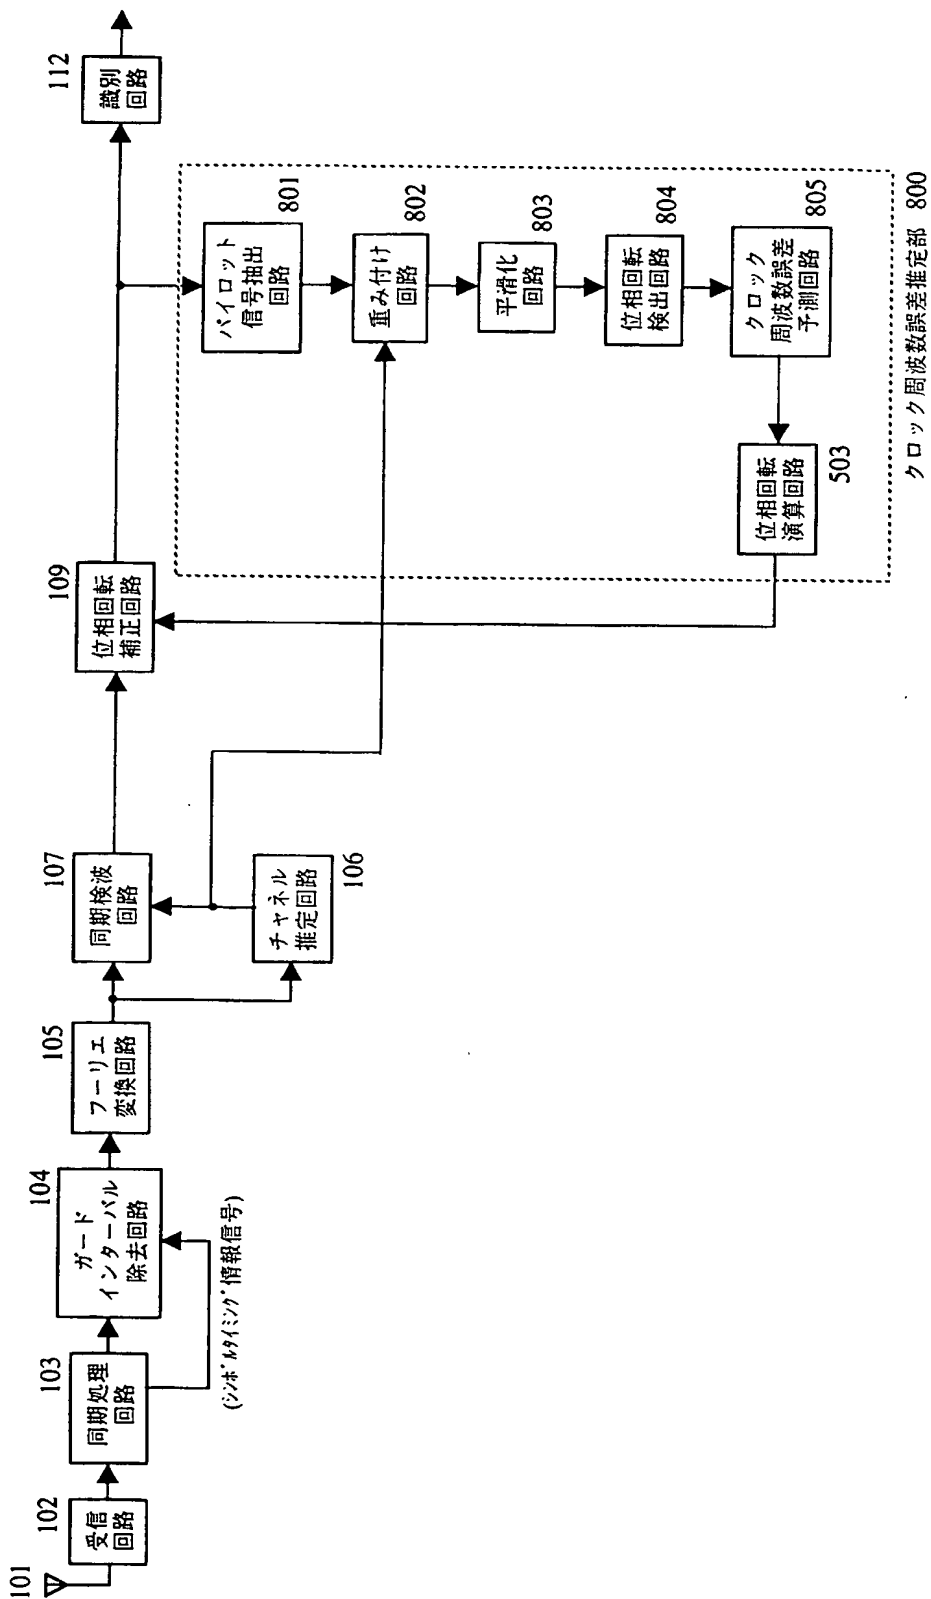 101
102
受信
回路
103
同期処理
回路
(シンボルタイミング情報信号)
104
ガード
インターバル
除去回路
105
フーリエ
変換回路
107
同期検波
回路
チャネル
推定回路
106
109
位相回転
補正回路
112
識別
回路
パイロット
信号抽出
回路
801
重み付け
回路
802
平滑化
回路
803
位相回転
検出回路
804
クロック
周波数誤差
予測回路
805
位相回転
演算回路
503
クロック周波数誤差推定部 800